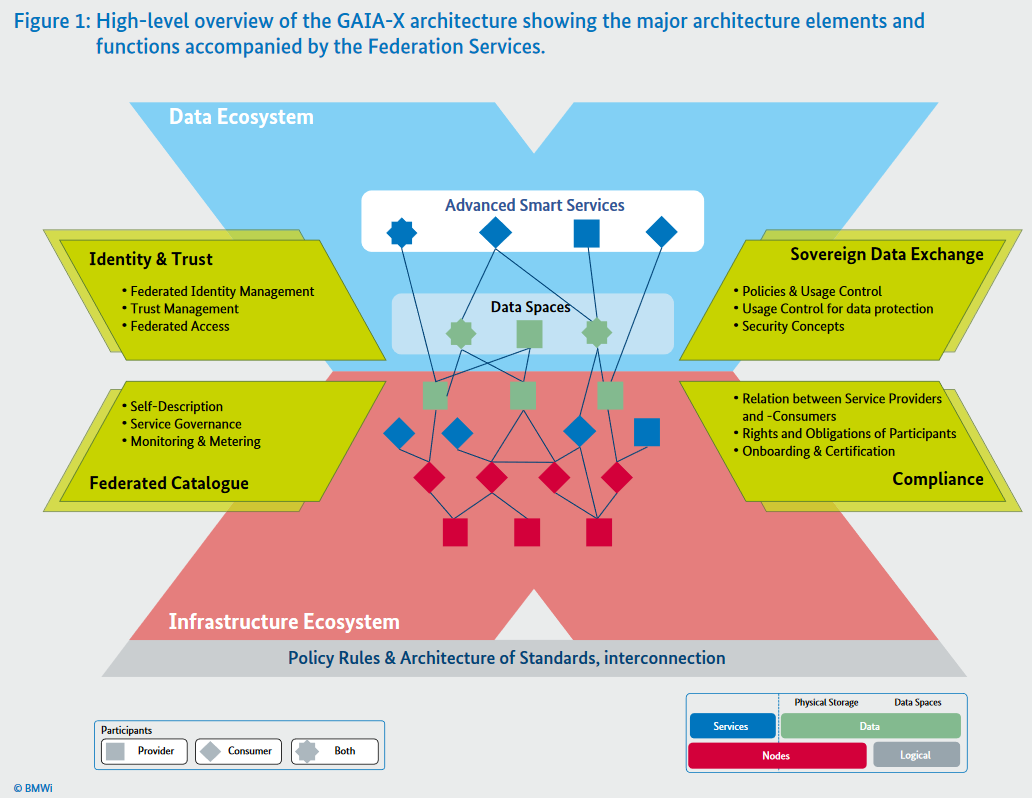 Figure 1: High-level overview of the GAIA-X architecture showing the major architecture elements and
functions accompanied by the Federation Services.
Data Ecosystem
Advanced Smart Services
Identity & Trust
• Federated Identity Management
• Trust Management
• Federated Access
Sovereign Data Exchange
• Policies & Usage Control
• Usage Control for data protection
• Security Concepts
Data Spaces
• Self-Description
• Service Governance
• Monitoring & Metering
Federated Catalogue
• Relation between Service Providers
and -Consumers
• Rights and Obligations of Participants
• Onboarding & Certification
Compliance
Infrastructure Ecosystem
Policy Rules & Architecture of Standards, interconnection
Participants
Provider
Consumer
Both
Physical Storage
Data Spaces
Services
Data
Nodes
Logical
© BMWi